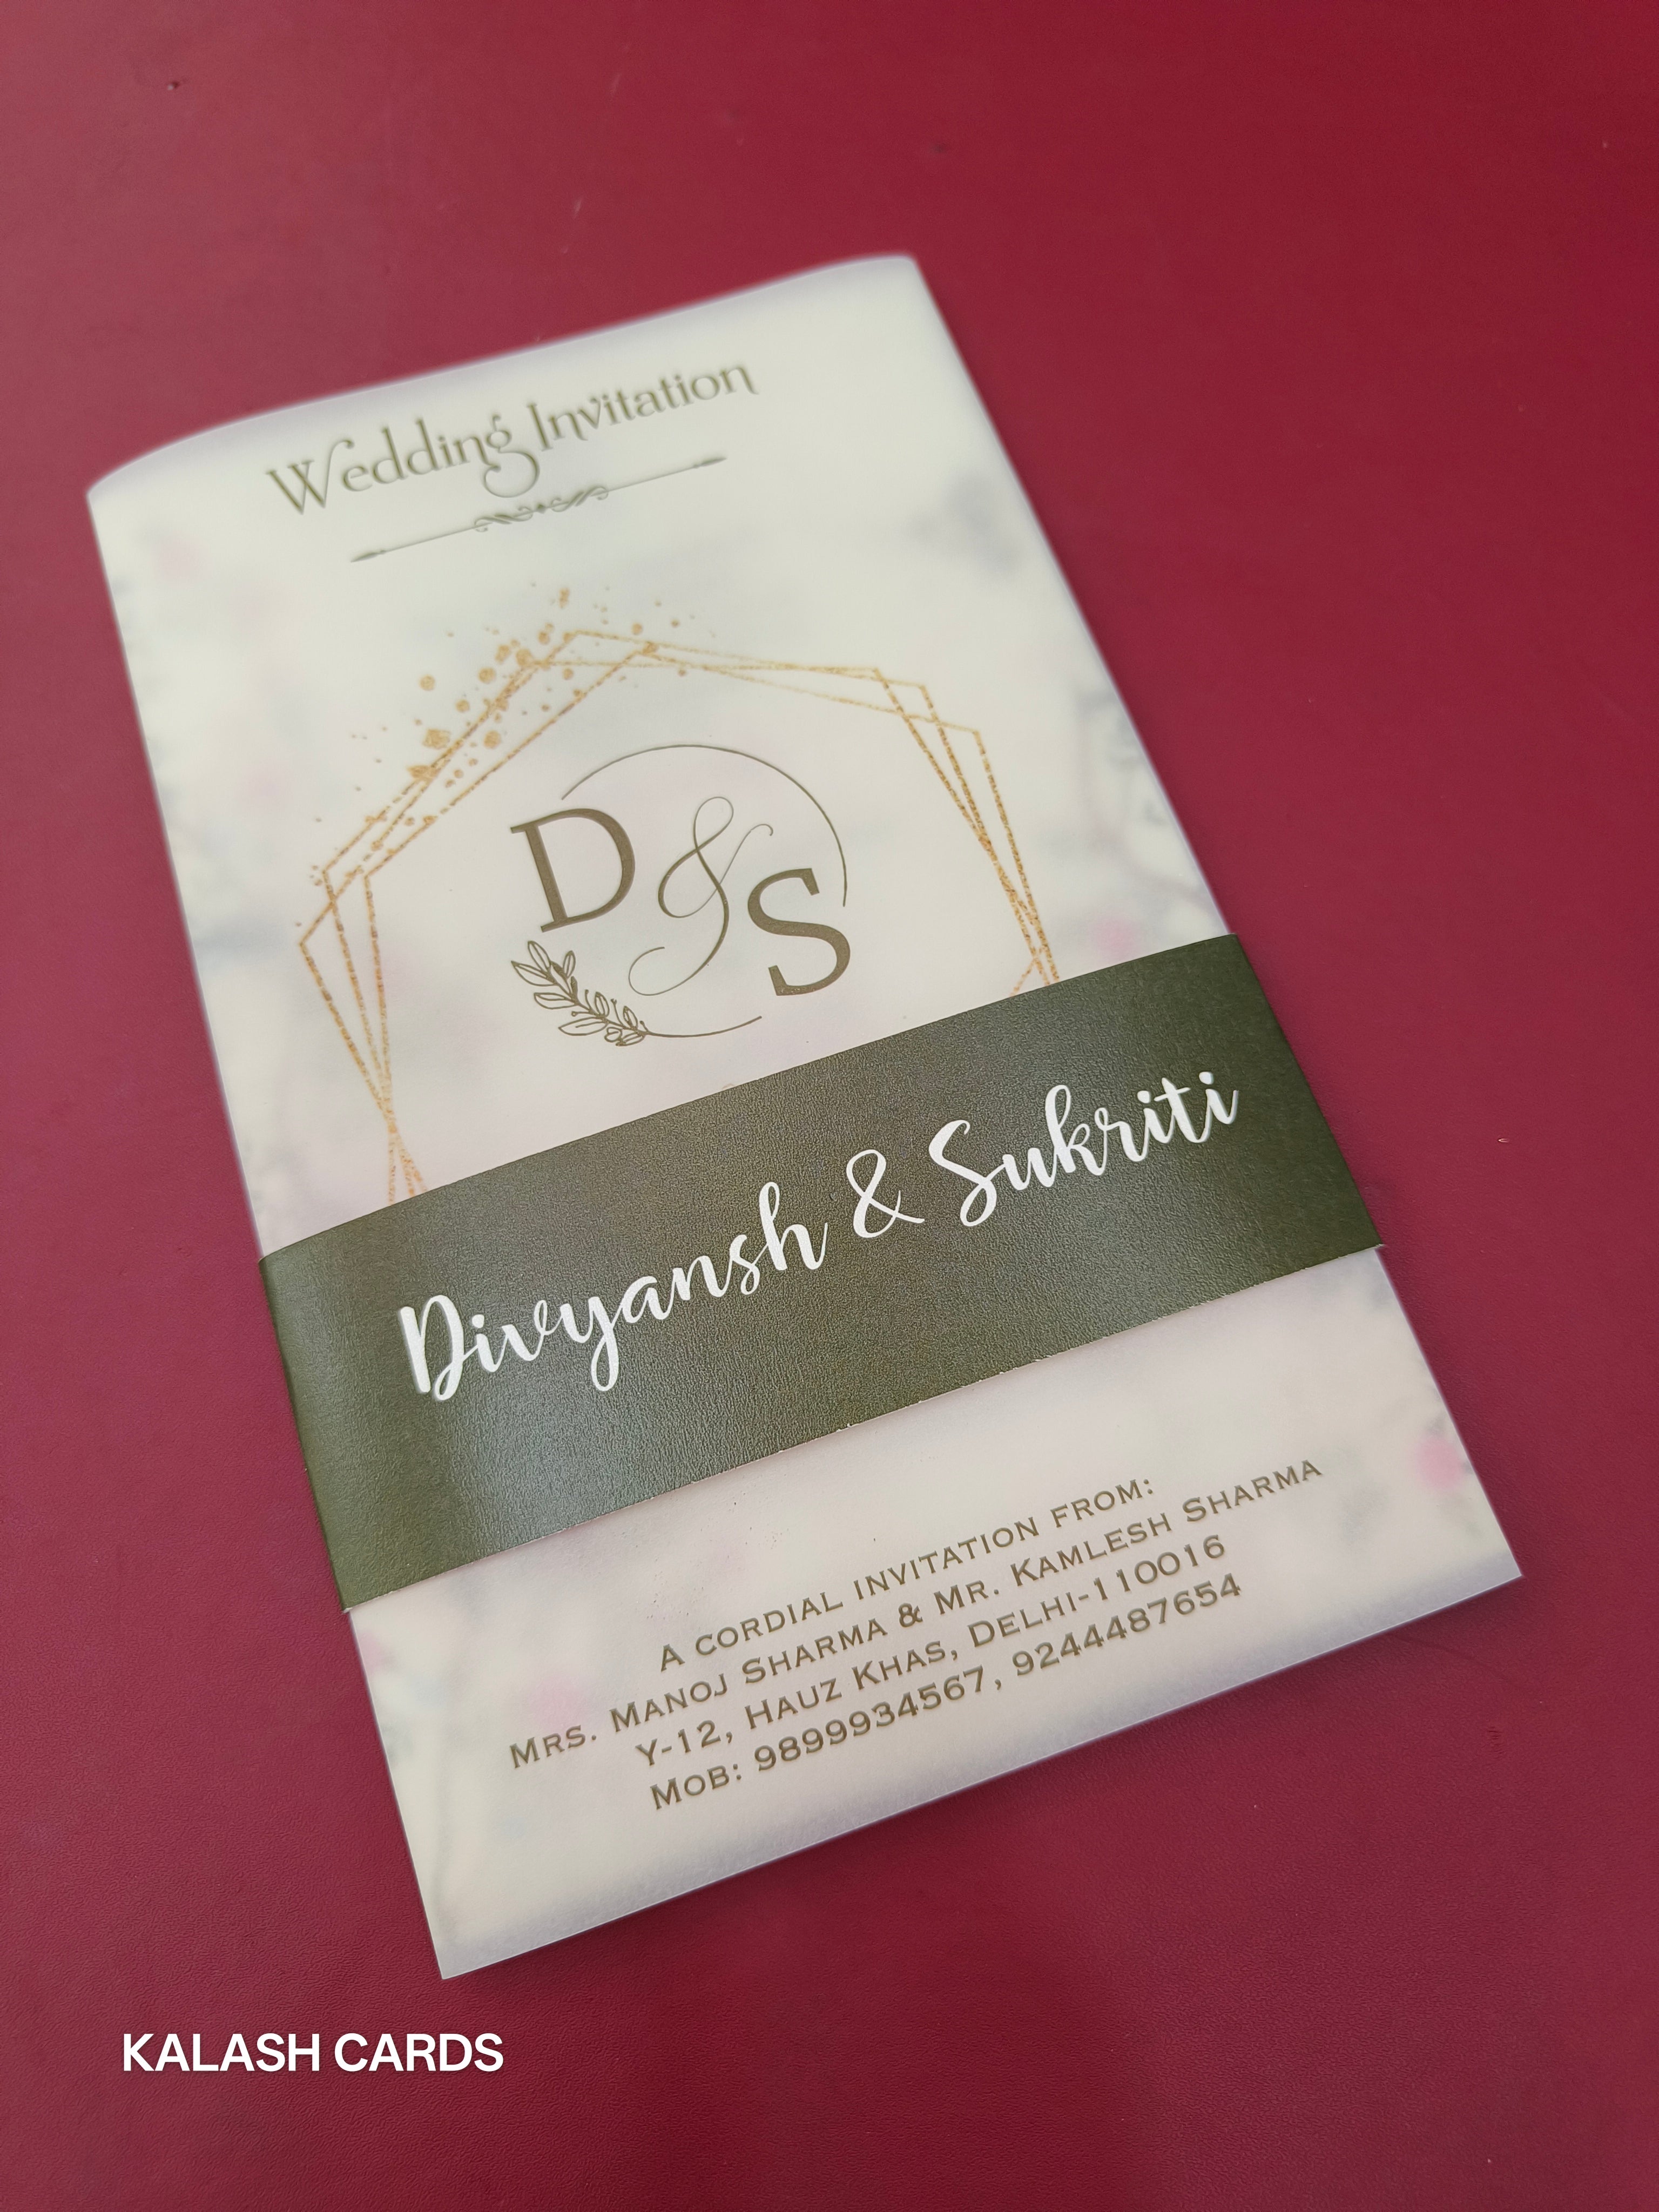 Wedding Invitation
D & S
Divyansh & Sukriti
A CORDIAL INVITATION FROM:
MRS. MANOJ SHARMA & MR. KAMLESH SHARMA
Y-12, HAUZ KHAS, DELHI-110016
MOB: 9899934567, 9244487654
KALASH CARDS